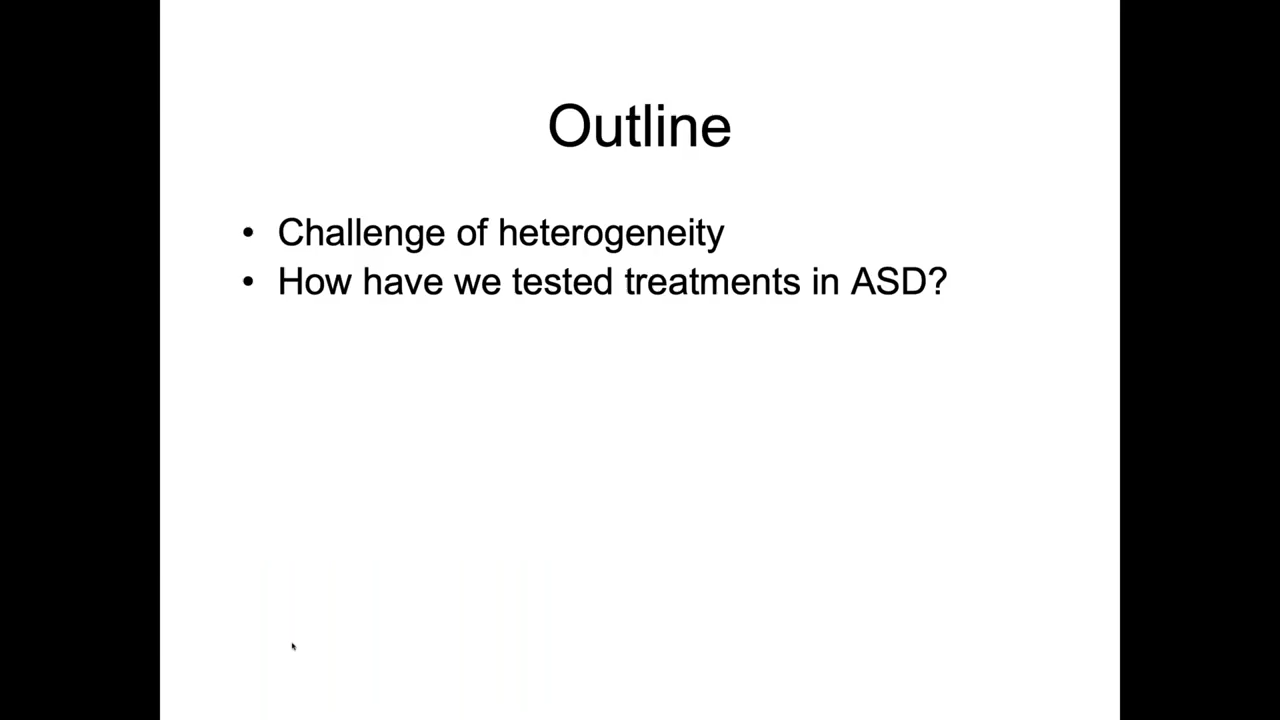 Outline
• Challenge of heterogeneity
• How have we tested treatments in ASD?